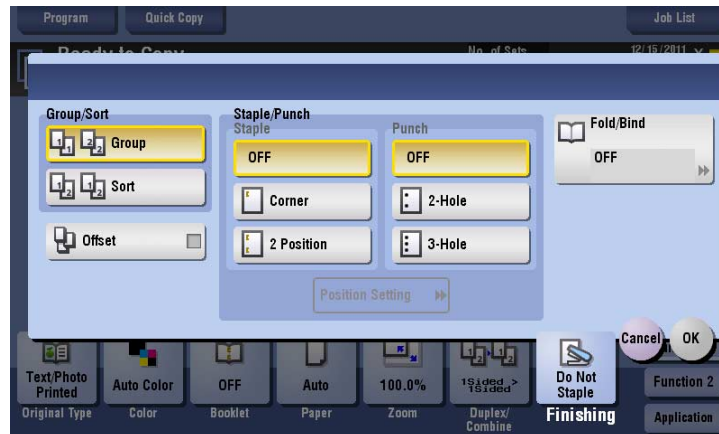 Program
Quick Copy
Job List
Ready to Copy
No. of Sets
12/15/2011
Group/Sort
Group
Sort
Offset
Staple/Punch
Staple
OFF
Corner
2 Position
Punch
OFF
2-Hole
3-Hole
Position Setting
Fold/Bind
OFF
Cancel
OK
Text/Photo
Printed
Original Type
Auto Color
Color
OFF
Booklet
Auto
Paper
100.0%
Zoom
1Sided >
1Sided
Duplex/
Combine
Do Not
Staple
Finishing
Function 2
Application